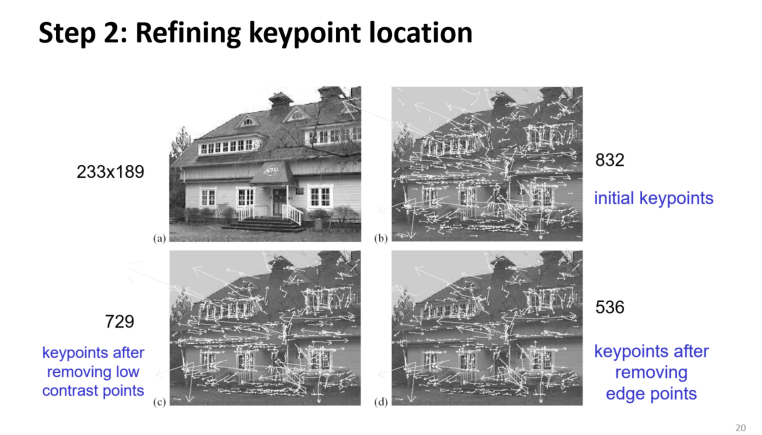 Step 2: Refining keypoint location
233x189
(a)
(b)
832
initial keypoints
729
keypoints after
removing low
contrast points
(c)
(d)
536
keypoints after
removing
edge points
20